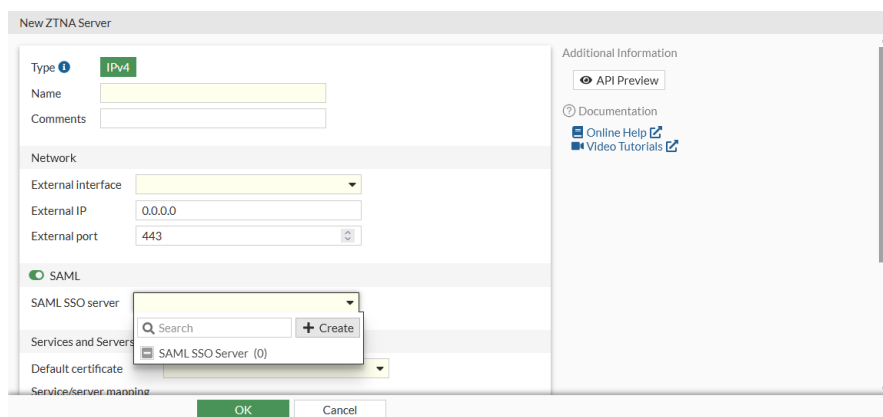 New ZTNA Server
Type IPv4
Name
Comments
Network
External interface
External IP 0.0.0.0
External port 443
SAML
SAML SSO server
Search Create
SAML SSO Server (0)
Services and Servers
Default certificate
Service/server mapping
OK Cancel
Additional Information
API Preview
Documentation
Online Help
Video Tutorials